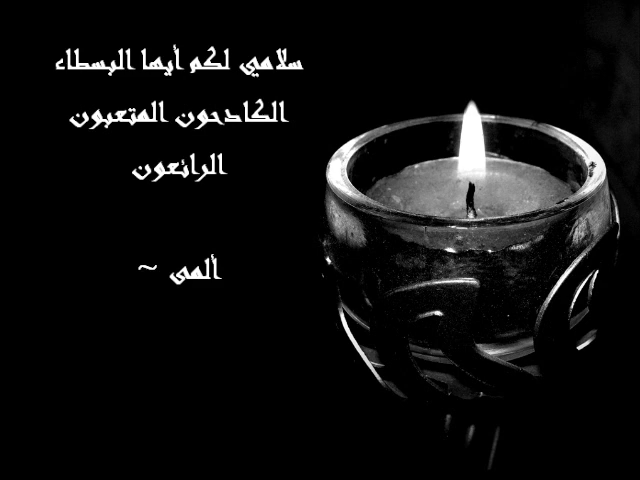 سلامي لكم أيها البسطاء
الكادحون المتعبون
الرائعون
ألمى ~